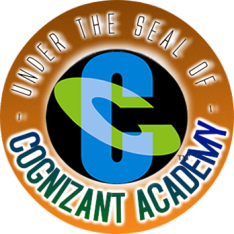 - UNDER THE SEAL OF -
C
COGNIZANT ACADEMY